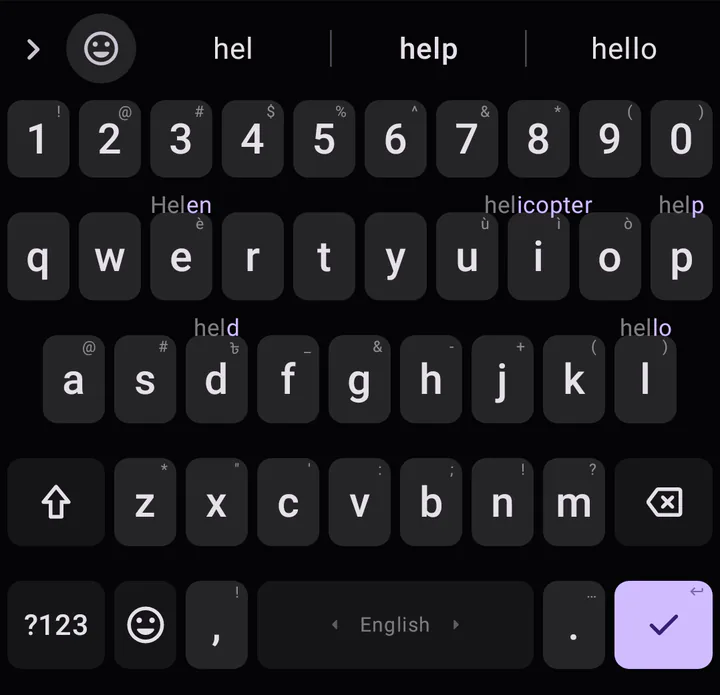 hel help hello
! @ # $ % ^ & * ( )
1 2 3 4 5 6 7 8 9 0
Helen helicopter help
è ù ì ò
q w e r t y u i o p
held hello
@ # _ & - + ( )
a s d f g h j k l
* " ' : ; ! ?
z x c v b n m
! …
?123 , English .